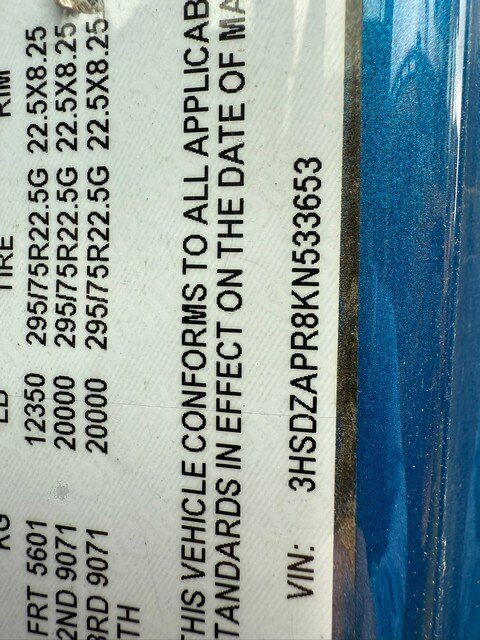 KG LB TIRE RIM
FRT 5601 12350 295/75R22.5G 22.5X8.25
2ND 9071 20000 295/75R22.5G 22.5X8.25
3RD 9071 20000 295/75R22.5G 22.5X8.25
TH
THIS VEHICLE CONFORMS TO ALL APPLICAB
TANDARDS IN EFFECT ON THE DATE OF MA
VIN: 3HSDZAPR8KN533653